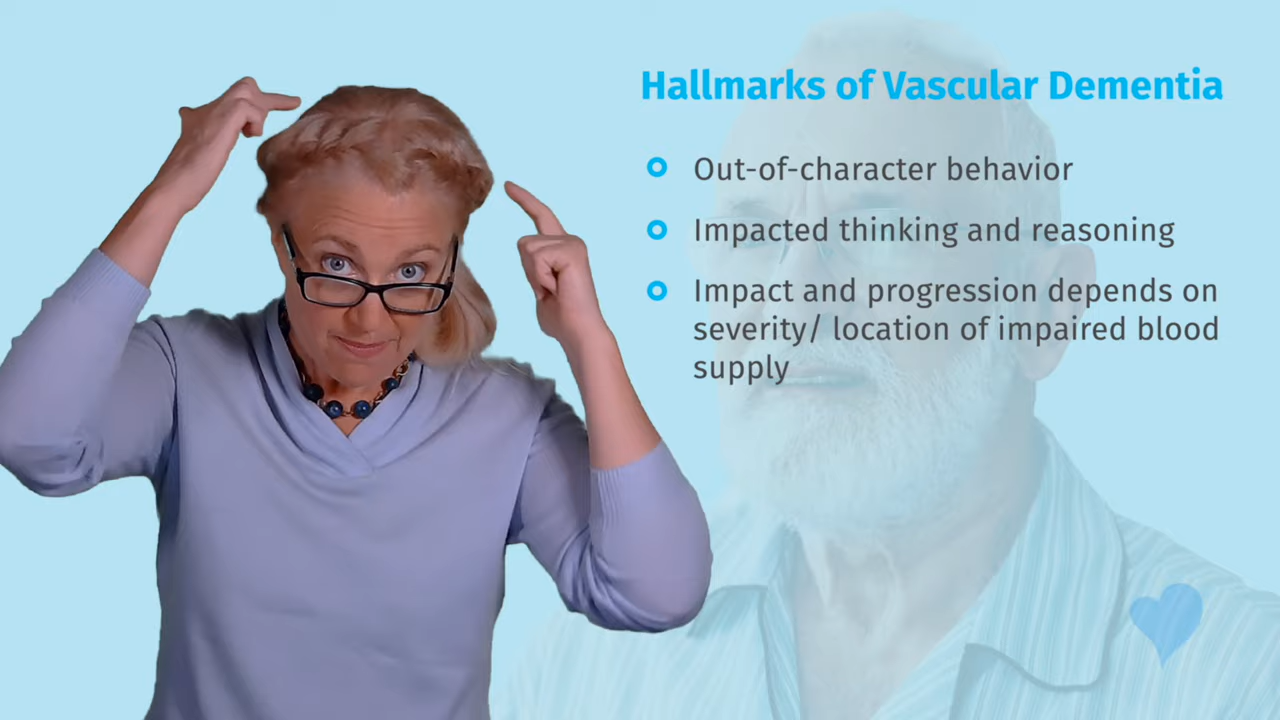 Hallmarks of Vascular Dementia
Out-of-character behavior
Impacted thinking and reasoning
Impact and progression depends on
severity/ location of impaired blood
supply